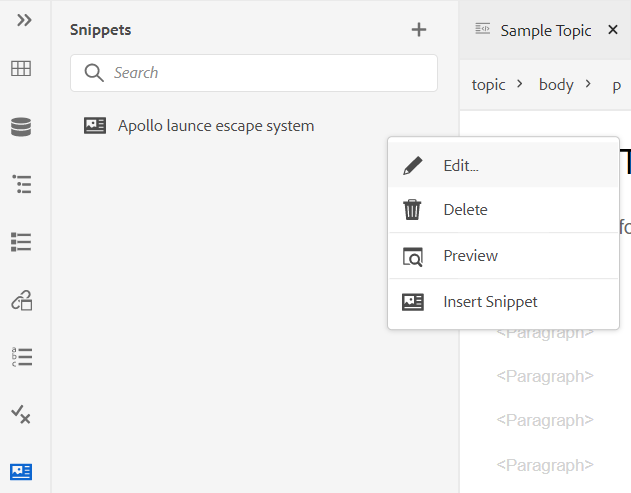 Snippets
Search
Apollo launce escape system
Sample Topic
topic > body > p
Edit...
Delete
Preview
Insert Snippet
T
fo
<Paragraph>
<Paragraph>
<Paragraph>
<Paragraph>
a
b
c